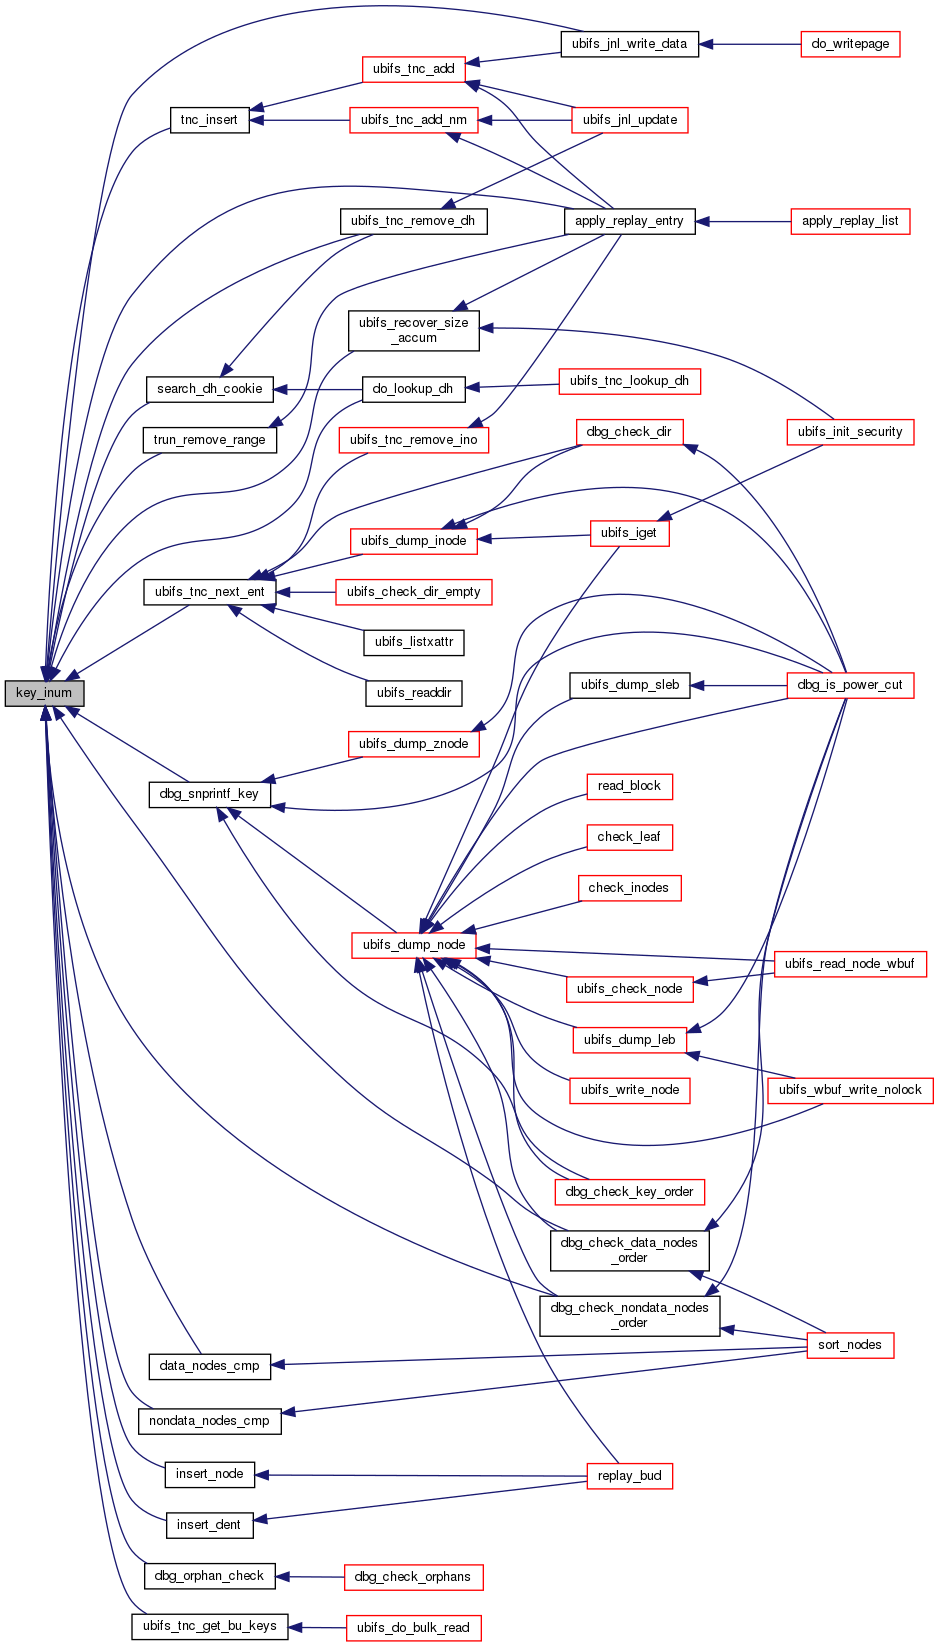 ubifs_jnl_write_data
do_writepage
ubifs_tnc_add
tnc_insert
ubifs_tnc_add_nm
ubifs_jnl_update
ubifs_tnc_remove_dh
apply_replay_entry
apply_replay_list
ubifs_recover_size
_accum
search_dh_cookie
do_lookup_dh
ubifs_tnc_lookup_dh
trun_remove_range
ubifs_tnc_remove_ino
dbg_check_dir
ubifs_init_security
ubifs_dump_inode
ubifs_iget
ubifs_tnc_next_ent
ubifs_check_dir_empty
ubifs_listxattr
key_inum
ubifs_readdir
ubifs_dump_sleb
dbg_is_power_cut
ubifs_dump_znode
dbg_snprintf_key
read_block
check_leaf
check_inodes
ubifs_dump_node
ubifs_read_node_wbuf
ubifs_check_node
ubifs_dump_leb
ubifs_write_node
ubifs_wbuf_write_nolock
dbg_check_key_order
dbg_check_data_nodes
_order
dbg_check_nondata_nodes
_order
sort_nodes
data_nodes_cmp
nondata_nodes_cmp
insert_node
replay_bud
insert_dent
dbg_orphan_check
dbg_check_orphans
ubifs_tnc_get_bu_keys
ubifs_do_bulk_read